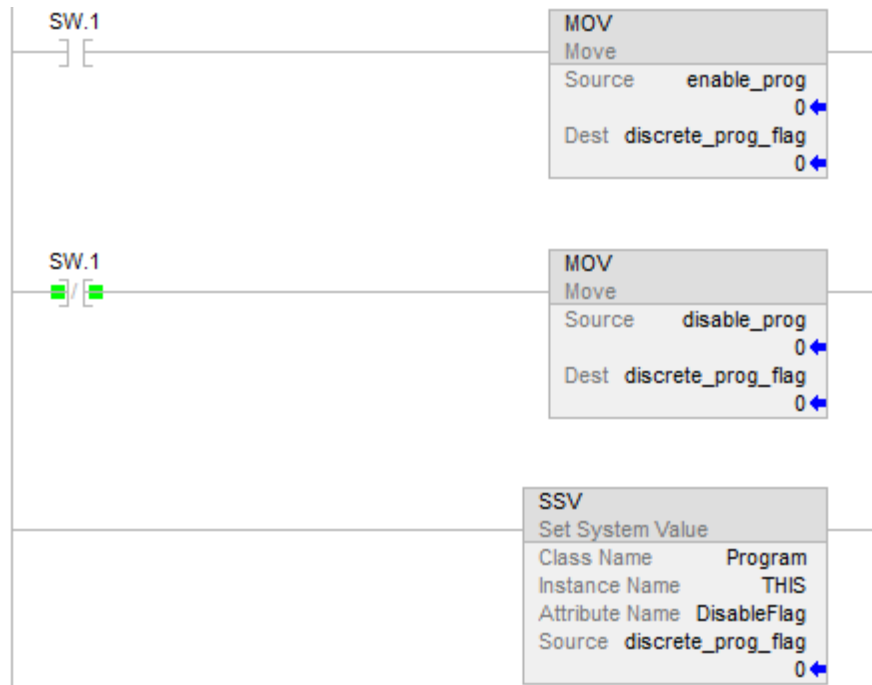 SW.1
MOV
Move
Source enable_prog
0
Dest discrete_prog_flag
0
SW.1
MOV
Move
Source disable_prog
0
Dest discrete_prog_flag
0
SSV
Set System Value
Class Name Program
Instance Name THIS
Attribute Name DisableFlag
Source discrete_prog_flag
0